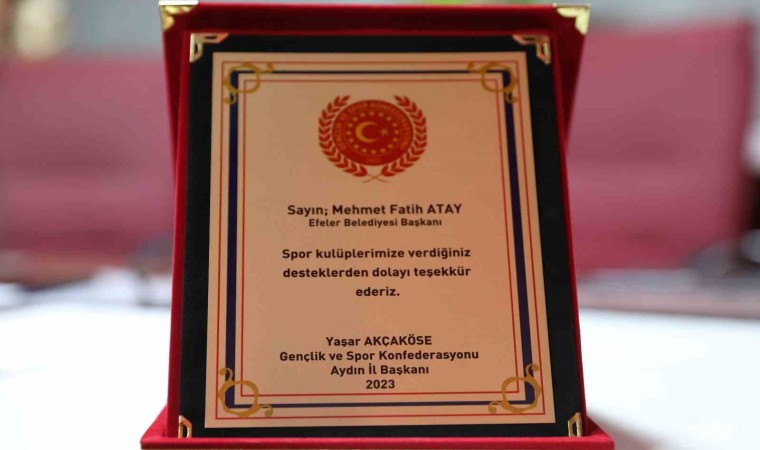 Sayın; Mehmet Fatih ATAY
Efeler Belediyesi Başkanı
Spor kulüplerimize verdiğiniz
desteklerden dolayı teşekkür
ederiz.
Yaşar AKÇAKÖSE
Gençlik ve Spor Konfederasyonu
Aydın İl Başkanı
2023